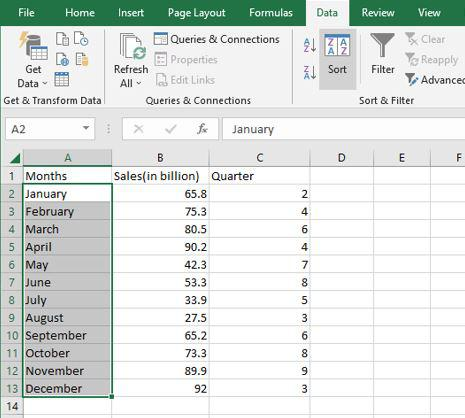 File Home Insert Page Layout Formulas Data Review View
Get Data
Refresh All
Queries & Connections
Properties
Edit Links
Sort
Filter
Clear
Reapply
Advanced
Get & Transform Data Queries & Connections Sort & Filter
A2 fx January
A B C D E F
1 Months Sales(in billion) Quarter
2 January 65.8 2
3 February 75.3 4
4 March 80.5 6
5 April 90.2 4
6 May 42.3 7
7 June 53.3 8
8 July 33.9 5
9 August 27.5 3
10 September 65.2 6
11 October 73.3 8
12 November 89.9 9
13 December 92 3
14